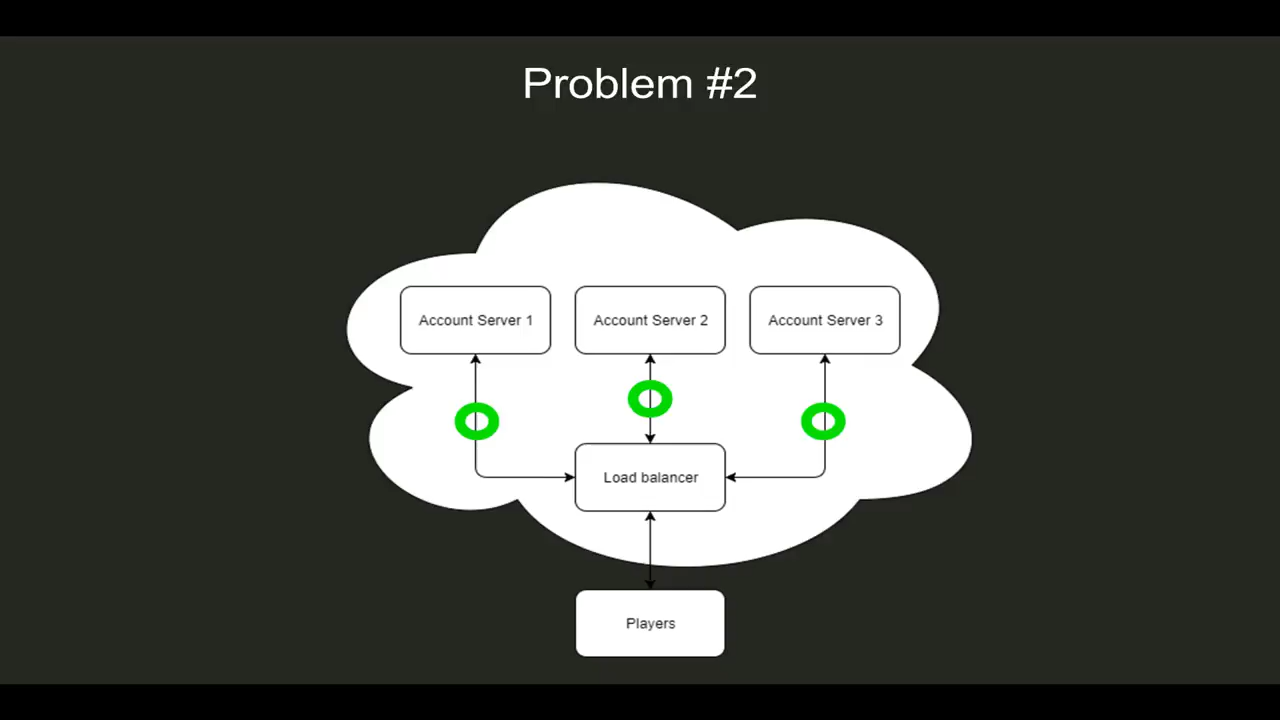 Problem #2
Account Server 1
Account Server 2
Account Server 3
Load balancer
Players